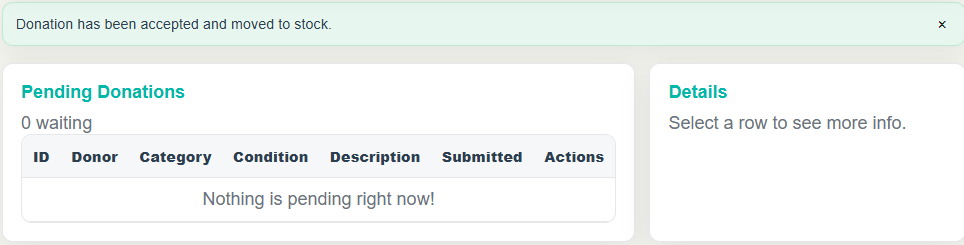 Donation has been accepted and moved to stock. ×
Pending Donations
0 waiting
ID Donor Category Condition Description Submitted Actions
Nothing is pending right now!
Details
Select a row to see more info.